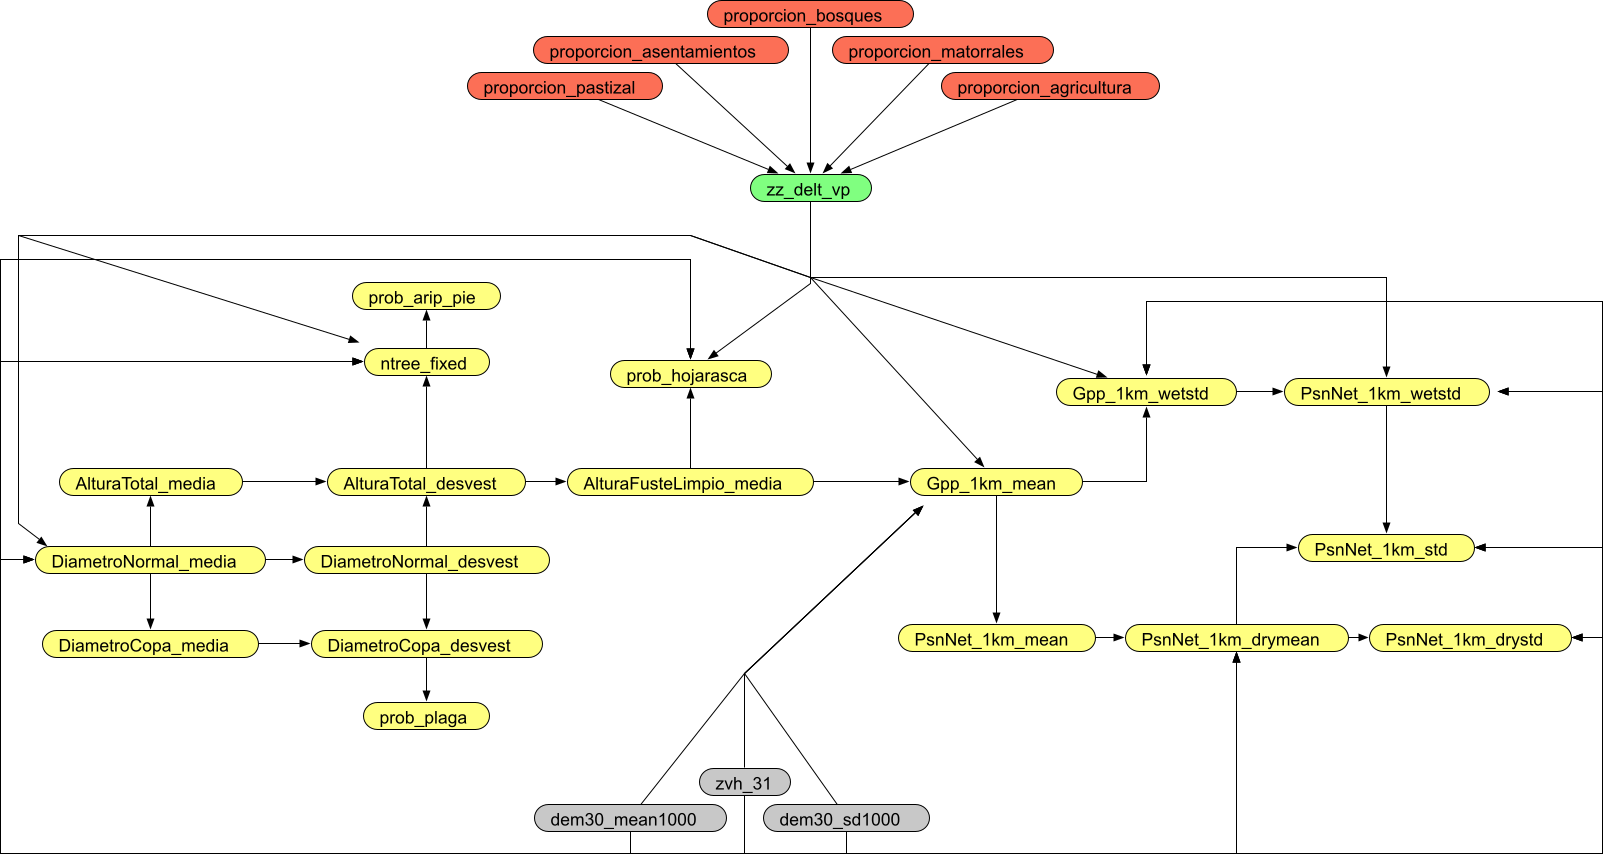 proporcion_bosques
proporcion_asentamientos
proporcion_matorrales
proporcion_pastizal
proporcion_agricultura
zz_delt_vp
prob_arip_pie
ntree_fixed
prob_hojarasca
Gpp_1km_wetstd
PsnNet_1km_wetstd
AlturaTotal_media
AlturaTotal_desvest
AlturaFusteLimpio_media
Gpp_1km_mean
PsnNet_1km_std
DiametroNormal_media
DiametroNormal_desvest
DiametroCopa_media
DiametroCopa_desvest
PsnNet_1km_mean
PsnNet_1km_drymean
PsnNet_1km_drystd
prob_plaga
zvh_31
dem30_mean1000
dem30_sd1000